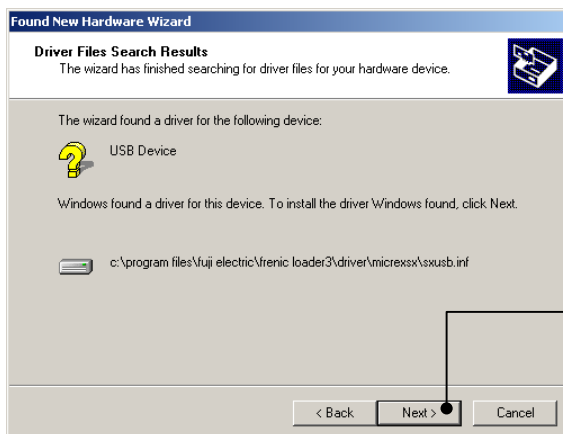 Found New Hardware Wizard
Driver Files Search Results
The wizard has finished searching for driver files for your hardware device.
The wizard found a driver for the following device:
USB Device
Windows found a driver for this device. To install the driver Windows found, click Next.
c:\program files\fuji electric\frenic loader3\driver\micrexsx\sxusb.inf
< Back
Next >
Cancel